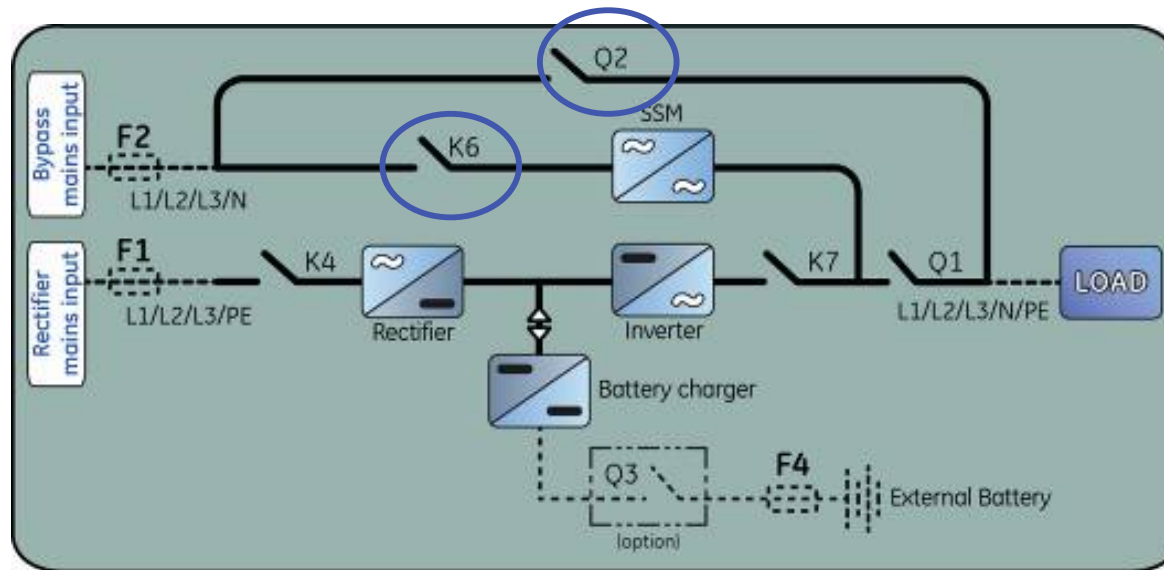 Q2
SSM
Bypass
mains input
F2
K6
L1/L2/L3/N
Rectifier
mains input
F1
K4
K7
Q1
LOAD
L1/L2/L3/PE
L1/L2/L3/N/PE
Rectifier
Inverter
Battery charger
Q3
F4
External Battery
(option)